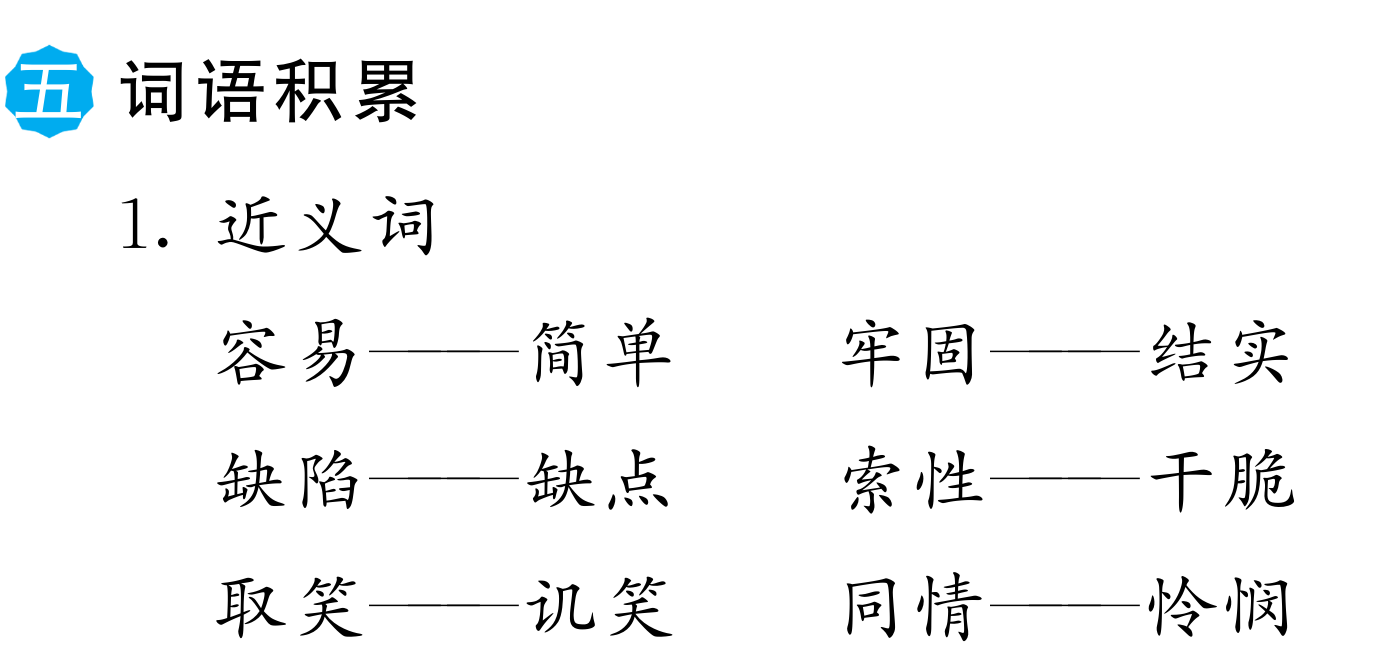 五 词语积累
1. 近义词
容易——简单 牢固——结实
缺陷——缺点 索性——干脆
取笑——讥笑 同情——怜悯